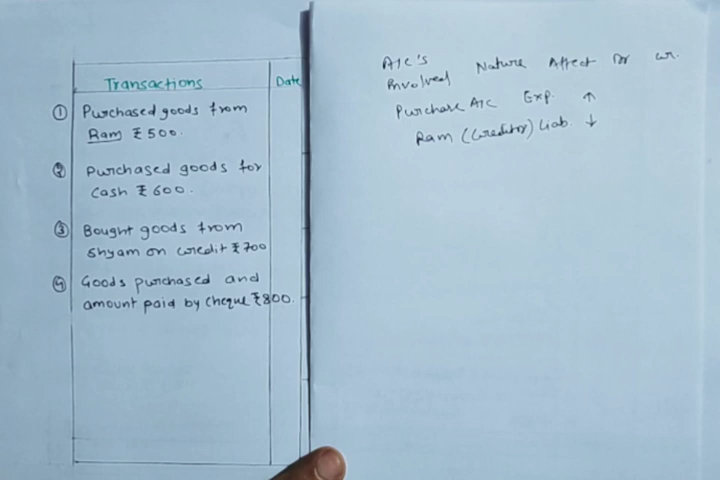 Transactions Date
① Purchased goods from
Ram ₹500.
② Purchased goods for
cash ₹600.
③ Bought goods from
shyam on credit ₹700
④ Goods purchased and
amount paid by cheque ₹800.
A/c's
Involved Nature Affect Dr Cr.
Purchase A/c Exp. ↑
Ram (Creditor) Liab. ↓